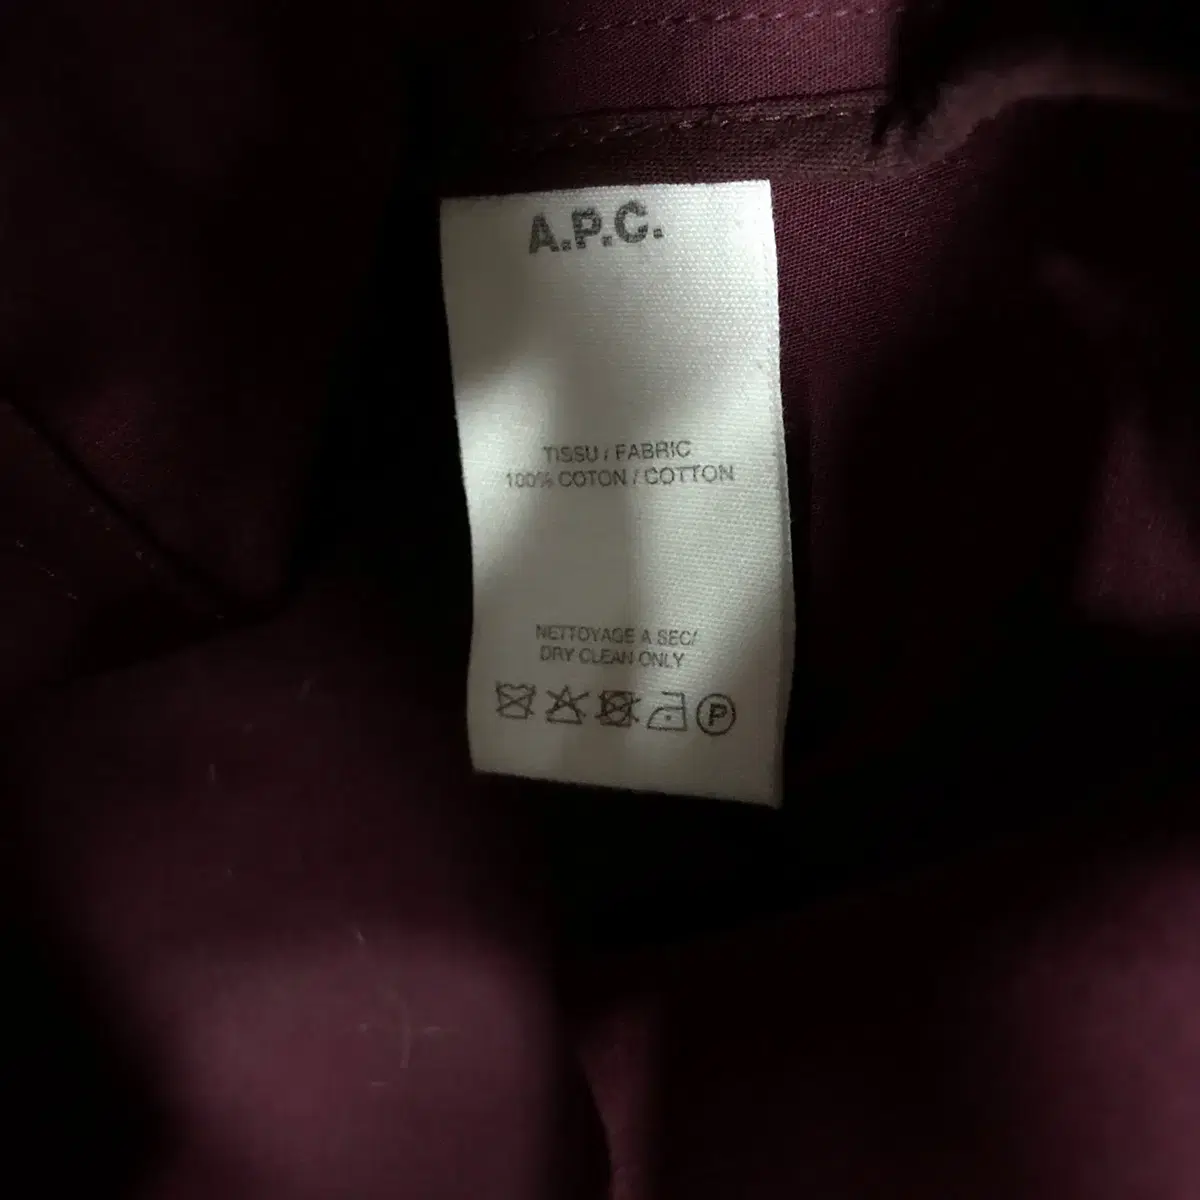 A.P.C.
TISSU / FABRIC
100% COTON / COTTON
NETTOYAGE A SEC/
DRY CLEAN ONLY
P